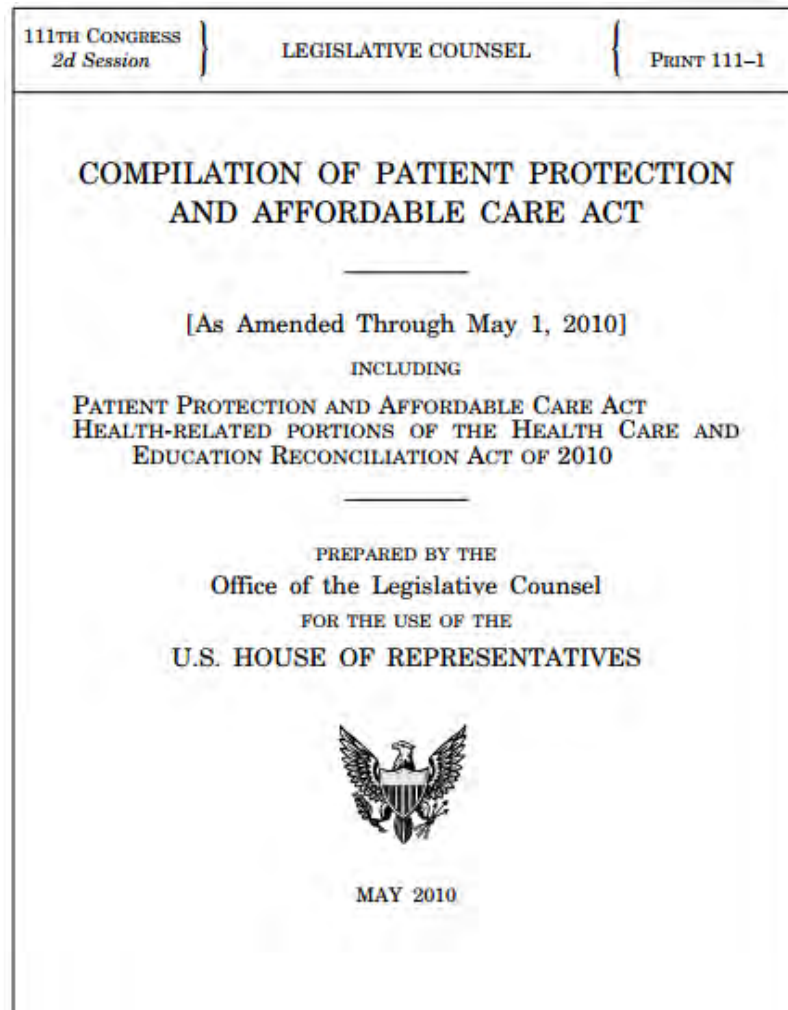 111TH CONGRESS
2d Session
LEGISLATIVE COUNSEL
PRINT 111–1
COMPILATION OF PATIENT PROTECTION
AND AFFORDABLE CARE ACT
[As Amended Through May 1, 2010]
INCLUDING
PATIENT PROTECTION AND AFFORDABLE CARE ACT
HEALTH-RELATED PORTIONS OF THE HEALTH CARE AND
EDUCATION RECONCILIATION ACT OF 2010
PREPARED BY THE
Office of the Legislative Counsel
FOR THE USE OF THE
U.S. HOUSE OF REPRESENTATIVES
MAY 2010